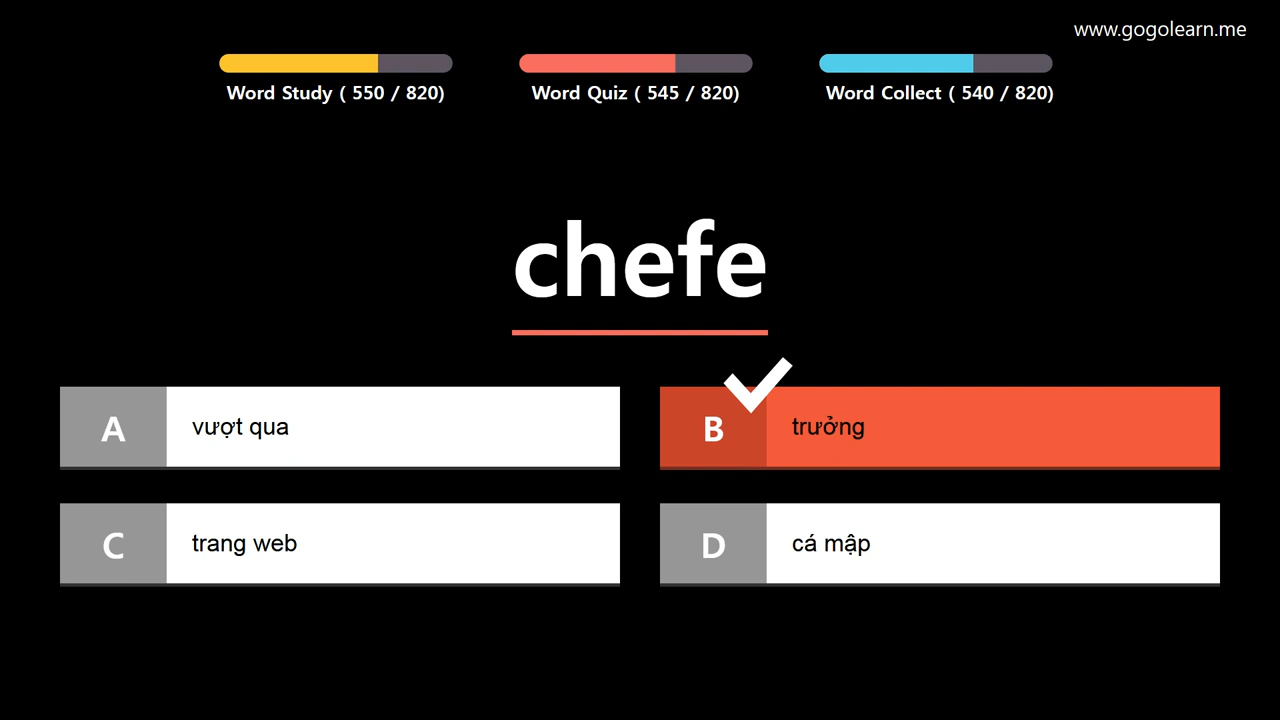 www.gogolearn.me
Word Study ( 550 / 820)
Word Quiz ( 545 / 820)
Word Collect ( 540 / 820)
chefe
A vượt qua
B trưởng
C trang web
D cá mập